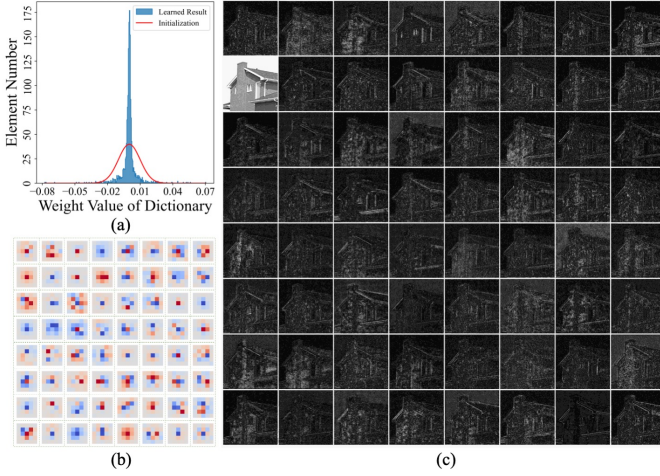 Learned Result
Initialization
Element Number
175
150
125
100
75
50
25
0
−0.08 −0.05 −0.02 0.01 0.04 0.07
Weight Value of Dictionary
(a)
(b)
(c)